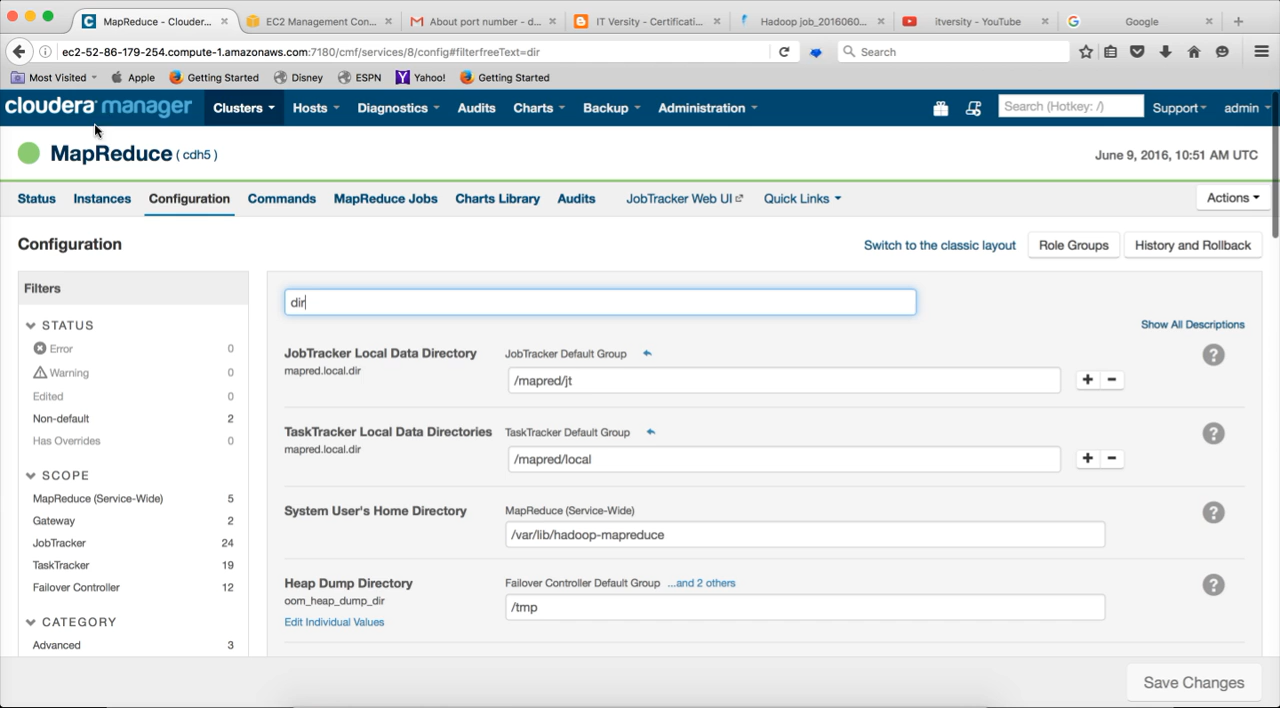 MapReduce - Clouder...
EC2 Management Con...
About port number - d...
IT Versity - Certificati...
Hadoop job_2016060...
itversity - YouTube
Google
ec2-52-86-179-254.compute-1.amazonaws.com:7180/cmf/services/8/config#filterfreeText=dir
Search
Most Visited
Apple
Getting Started
Disney
ESPN
Yahoo!
Getting Started
cloudera manager
Clusters
Hosts
Diagnostics
Audits
Charts
Backup
Administration
Search (Hotkey: /)
Support
admin
MapReduce ( cdh5 )
June 9, 2016, 10:51 AM UTC
Status
Instances
Configuration
Commands
MapReduce Jobs
Charts Library
Audits
JobTracker Web UI
Quick Links
Actions
Configuration
Switch to the classic layout
Role Groups
History and Rollback
Filters
STATUS
Error 0
Warning 0
Edited 0
Non-default 2
Has Overrides 0
SCOPE
MapReduce (Service-Wide) 5
Gateway 2
JobTracker 24
TaskTracker 19
Failover Controller 12
CATEGORY
Advanced 3
dir
Show All Descriptions
JobTracker Local Data Directory
mapred.local.dir
JobTracker Default Group
/mapred/jt
TaskTracker Local Data Directories
mapred.local.dir
TaskTracker Default Group
/mapred/local
System User's Home Directory
MapReduce (Service-Wide)
/var/lib/hadoop-mapreduce
Heap Dump Directory
oom_heap_dump_dir
Edit Individual Values
Failover Controller Default Group ...and 2 others
/tmp
Save Changes